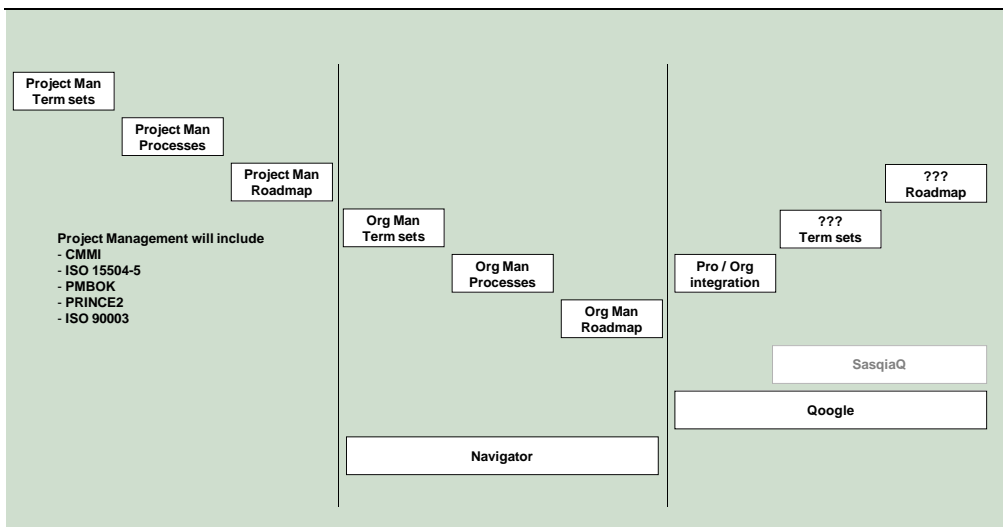 Project Man
Term sets
Project Man
Processes
Project Man
Roadmap
Project Management will include
- CMMI
- ISO 15504-5
- PMBOK
- PRINCE2
- ISO 90003
Org Man
Term sets
Org Man
Processes
Org Man
Roadmap
Navigator
Pro / Org
integration
???
Term sets
???
Roadmap
SasqiaQ
Qoogle